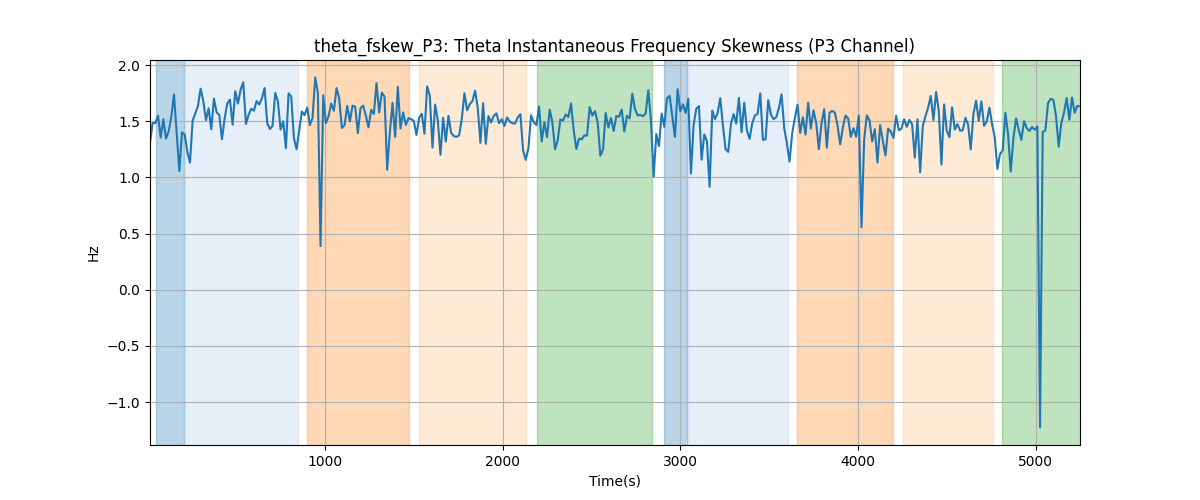 theta_fskew_P3: Theta Instantaneous Frequency Skewness (P3 Channel)
2.0
1.5
1.0
0.5
0.0
−0.5
−1.0
Hz
1000 2000 3000 4000 5000
Time(s)